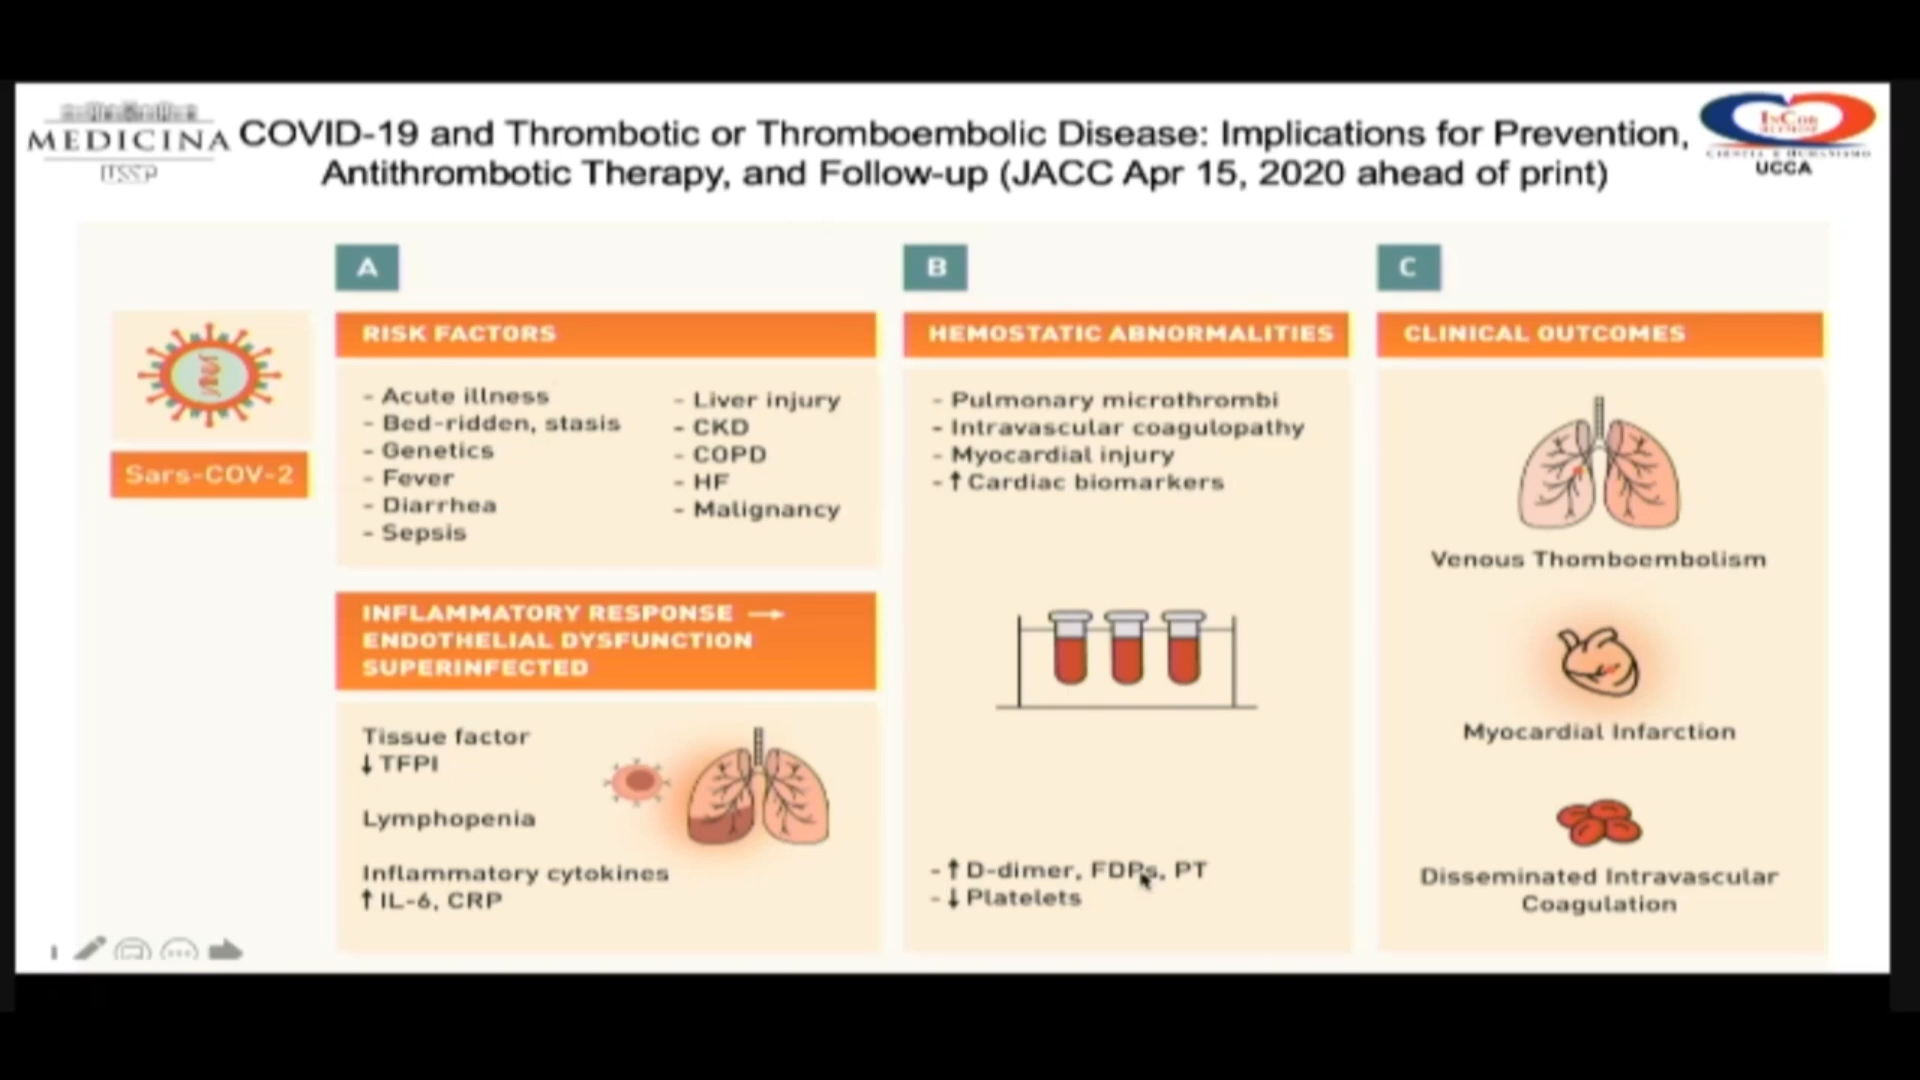 MEDICINA
USP
COVID-19 and Thrombotic or Thromboembolic Disease: Implications for Prevention,
Antithrombotic Therapy, and Follow-up (JACC Apr 15, 2020 ahead of print)
InCor
UCCA
Sars-COV-2
A
RISK FACTORS
- Acute illness
- Bed-ridden, stasis
- Genetics
- Fever
- Diarrhea
- Sepsis
- Liver injury
- CKD
- COPD
- HF
- Malignancy
INFLAMMATORY RESPONSE →
ENDOTHELIAL DYSFUNCTION
SUPERINFECTED
Tissue factor
↓ TFPI
Lymphopenia
Inflammatory cytokines
↑ IL-6, CRP
B
HEMOSTATIC ABNORMALITIES
- Pulmonary microthrombi
- Intravascular coagulopathy
- Myocardial injury
- ↑ Cardiac biomarkers
- ↑ D-dimer, FDPs, PT
- ↓ Platelets
C
CLINICAL OUTCOMES
Venous Thomboembolism
Myocardial Infarction
Disseminated Intravascular
Coagulation